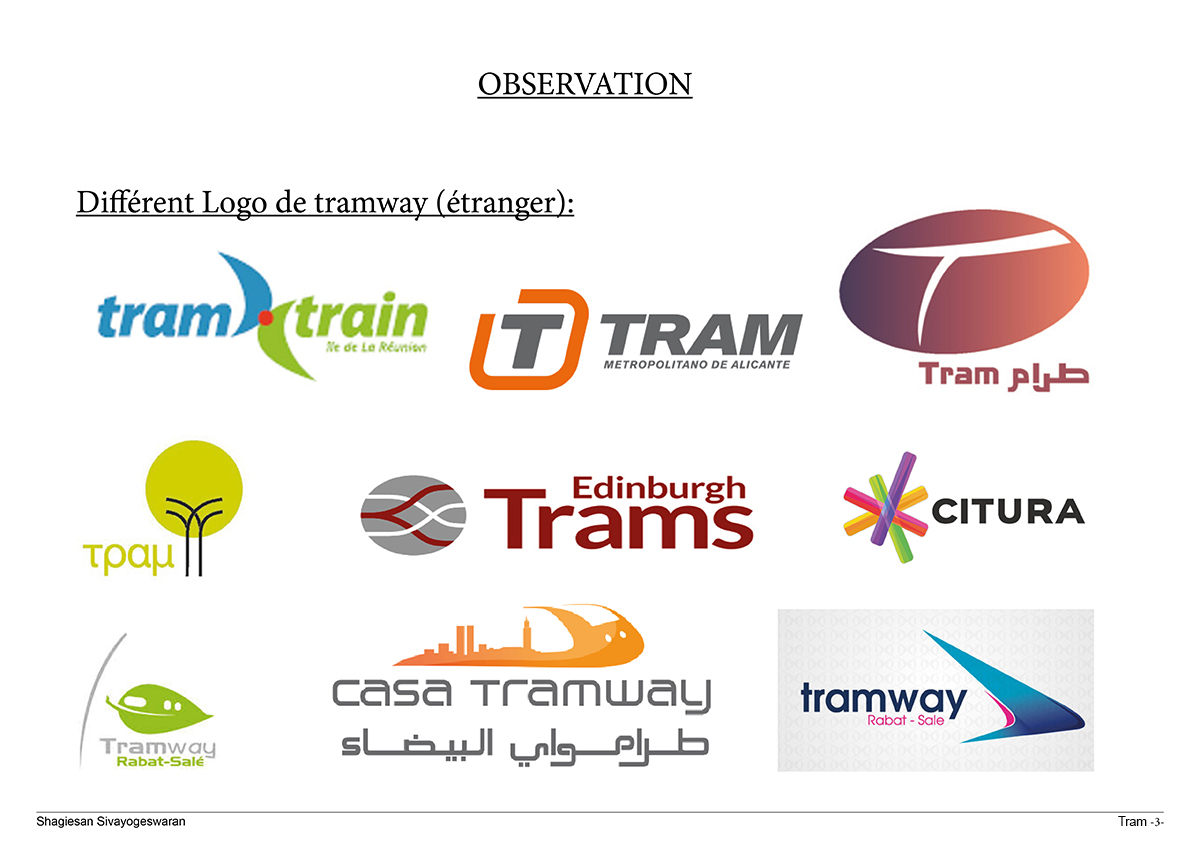 OBSERVATION
Différent Logo de tramway (étranger):
tram train
île de La Réunion
T TRAM
METROPOLITANO DE ALICANTE
T
Tram طرام
τραμ
Edinburgh
Trams
CITURA
Tramway
Rabat-Salé
CASA TRAMWAY
طرامواي البيضاء
tramway
Rabat - Sale
Shagiesan Sivayogeswaran
Tram -3-